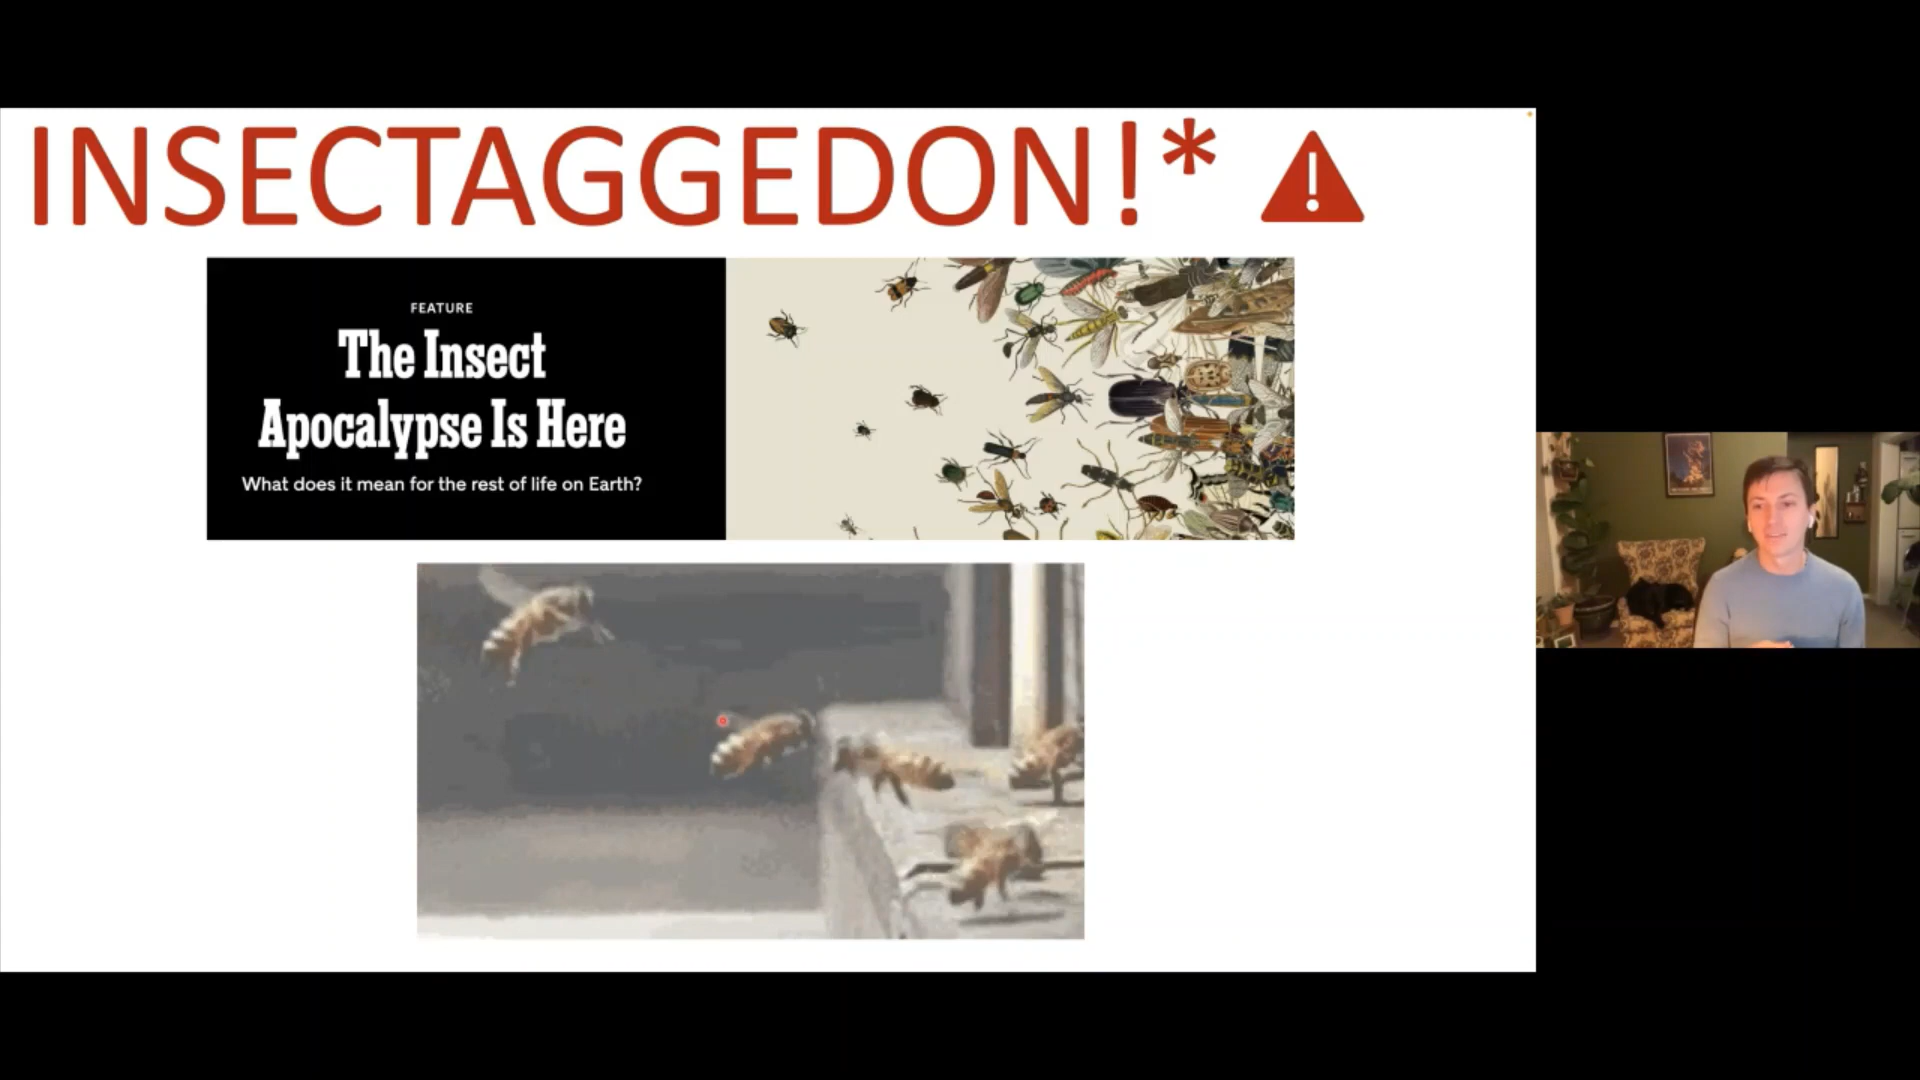 INSECTAGGEDON!*
FEATURE
The Insect
Apocalypse Is Here
What does it mean for the rest of life on Earth?